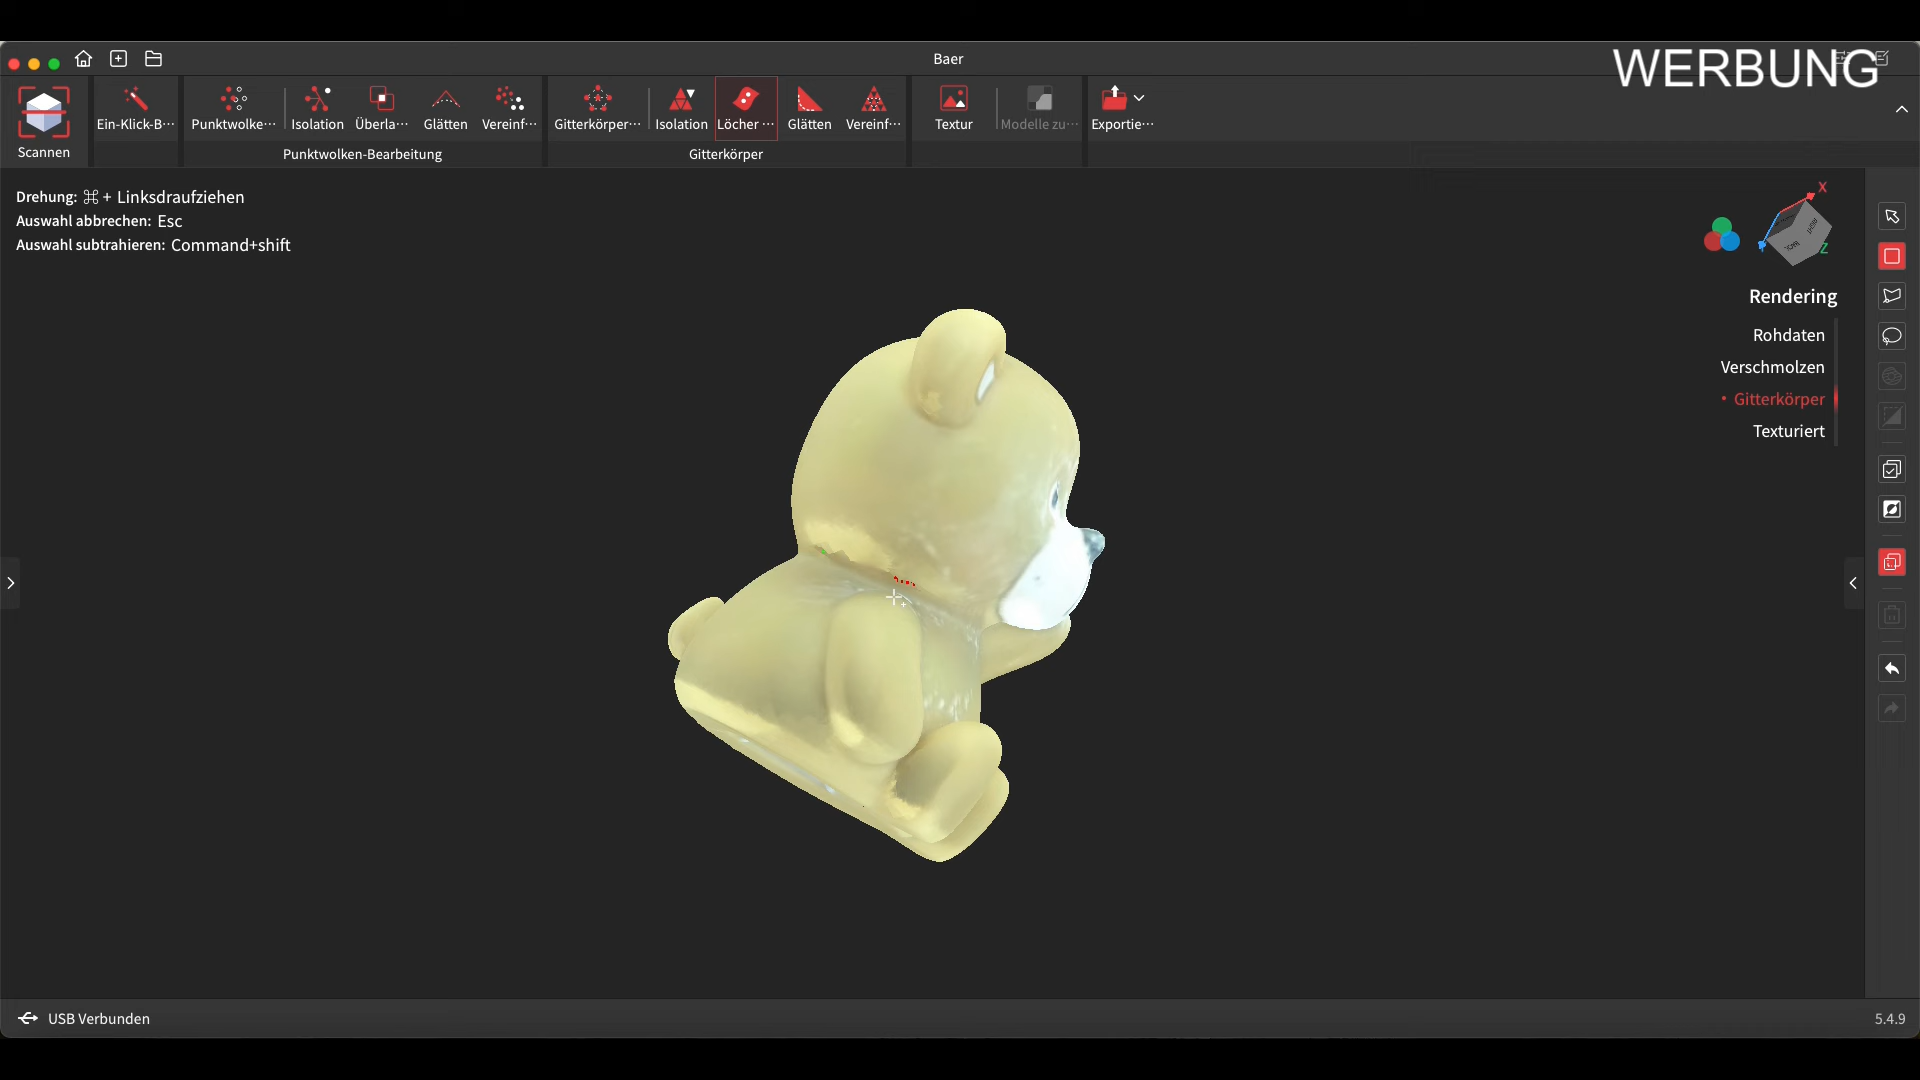 Baer
WERBUNG
Scannen
Ein-Klick-B···
Punktwolke···
Isolation
Überla···
Glätten
Vereinf···
Punktwolken-Bearbeitung
Gitterkörper···
Isolation
Löcher ···
Glätten
Vereinf···
Gitterkörper
Textur
Modelle zu···
Exportie···
Drehung: ⌘ + Linksdraufziehen
Auswahl abbrechen: Esc
Auswahl subtrahieren: Command+shift
X
Z
Rendering
Rohdaten
Verschmolzen
• Gitterkörper
Texturiert
USB Verbunden
5.4.9